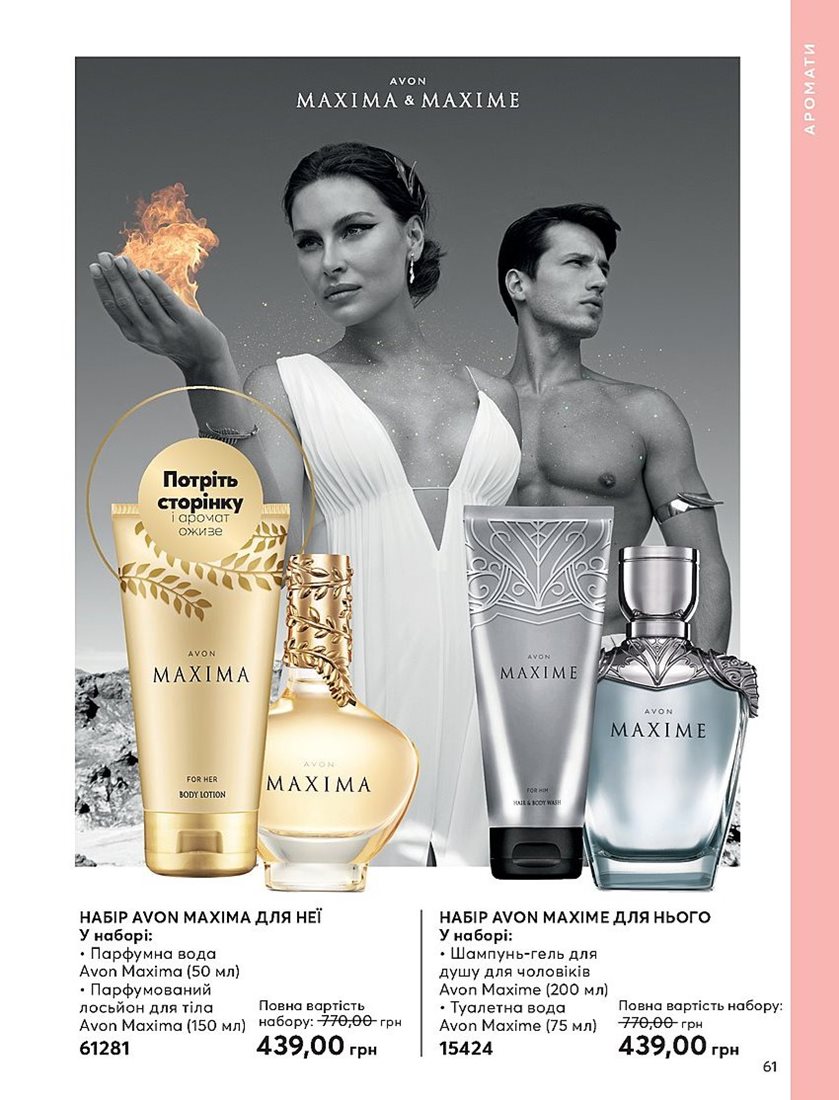 АРОМАТИ
AVON
MAXIMA & MAXIME
Потріть
сторінку
і аромат
оживе
AVON
MAXIMA
FOR HER
BODY LOTION
AVON
MAXIMA
AVON
MAXIME
FOR HIM
HAIR & BODY WASH
AVON
MAXIME
НАБІР AVON MAXIMA ДЛЯ НЕЇ
У наборі:
• Парфумна вода
Avon Maxima (50 мл)
• Парфумований
лосьйон для тіла
Avon Maxima (150 мл)
61281
Повна вартість
набору: 770,00 грн
439,00 грн
НАБІР AVON MAXIME ДЛЯ НЬОГО
У наборі:
• Шампунь-гель для
душу для чоловіків
Avon Maxime (200 мл)
• Туалетна вода
Avon Maxime (75 мл)
15424
Повна вартість набору:
770,00 грн
439,00 грн
61